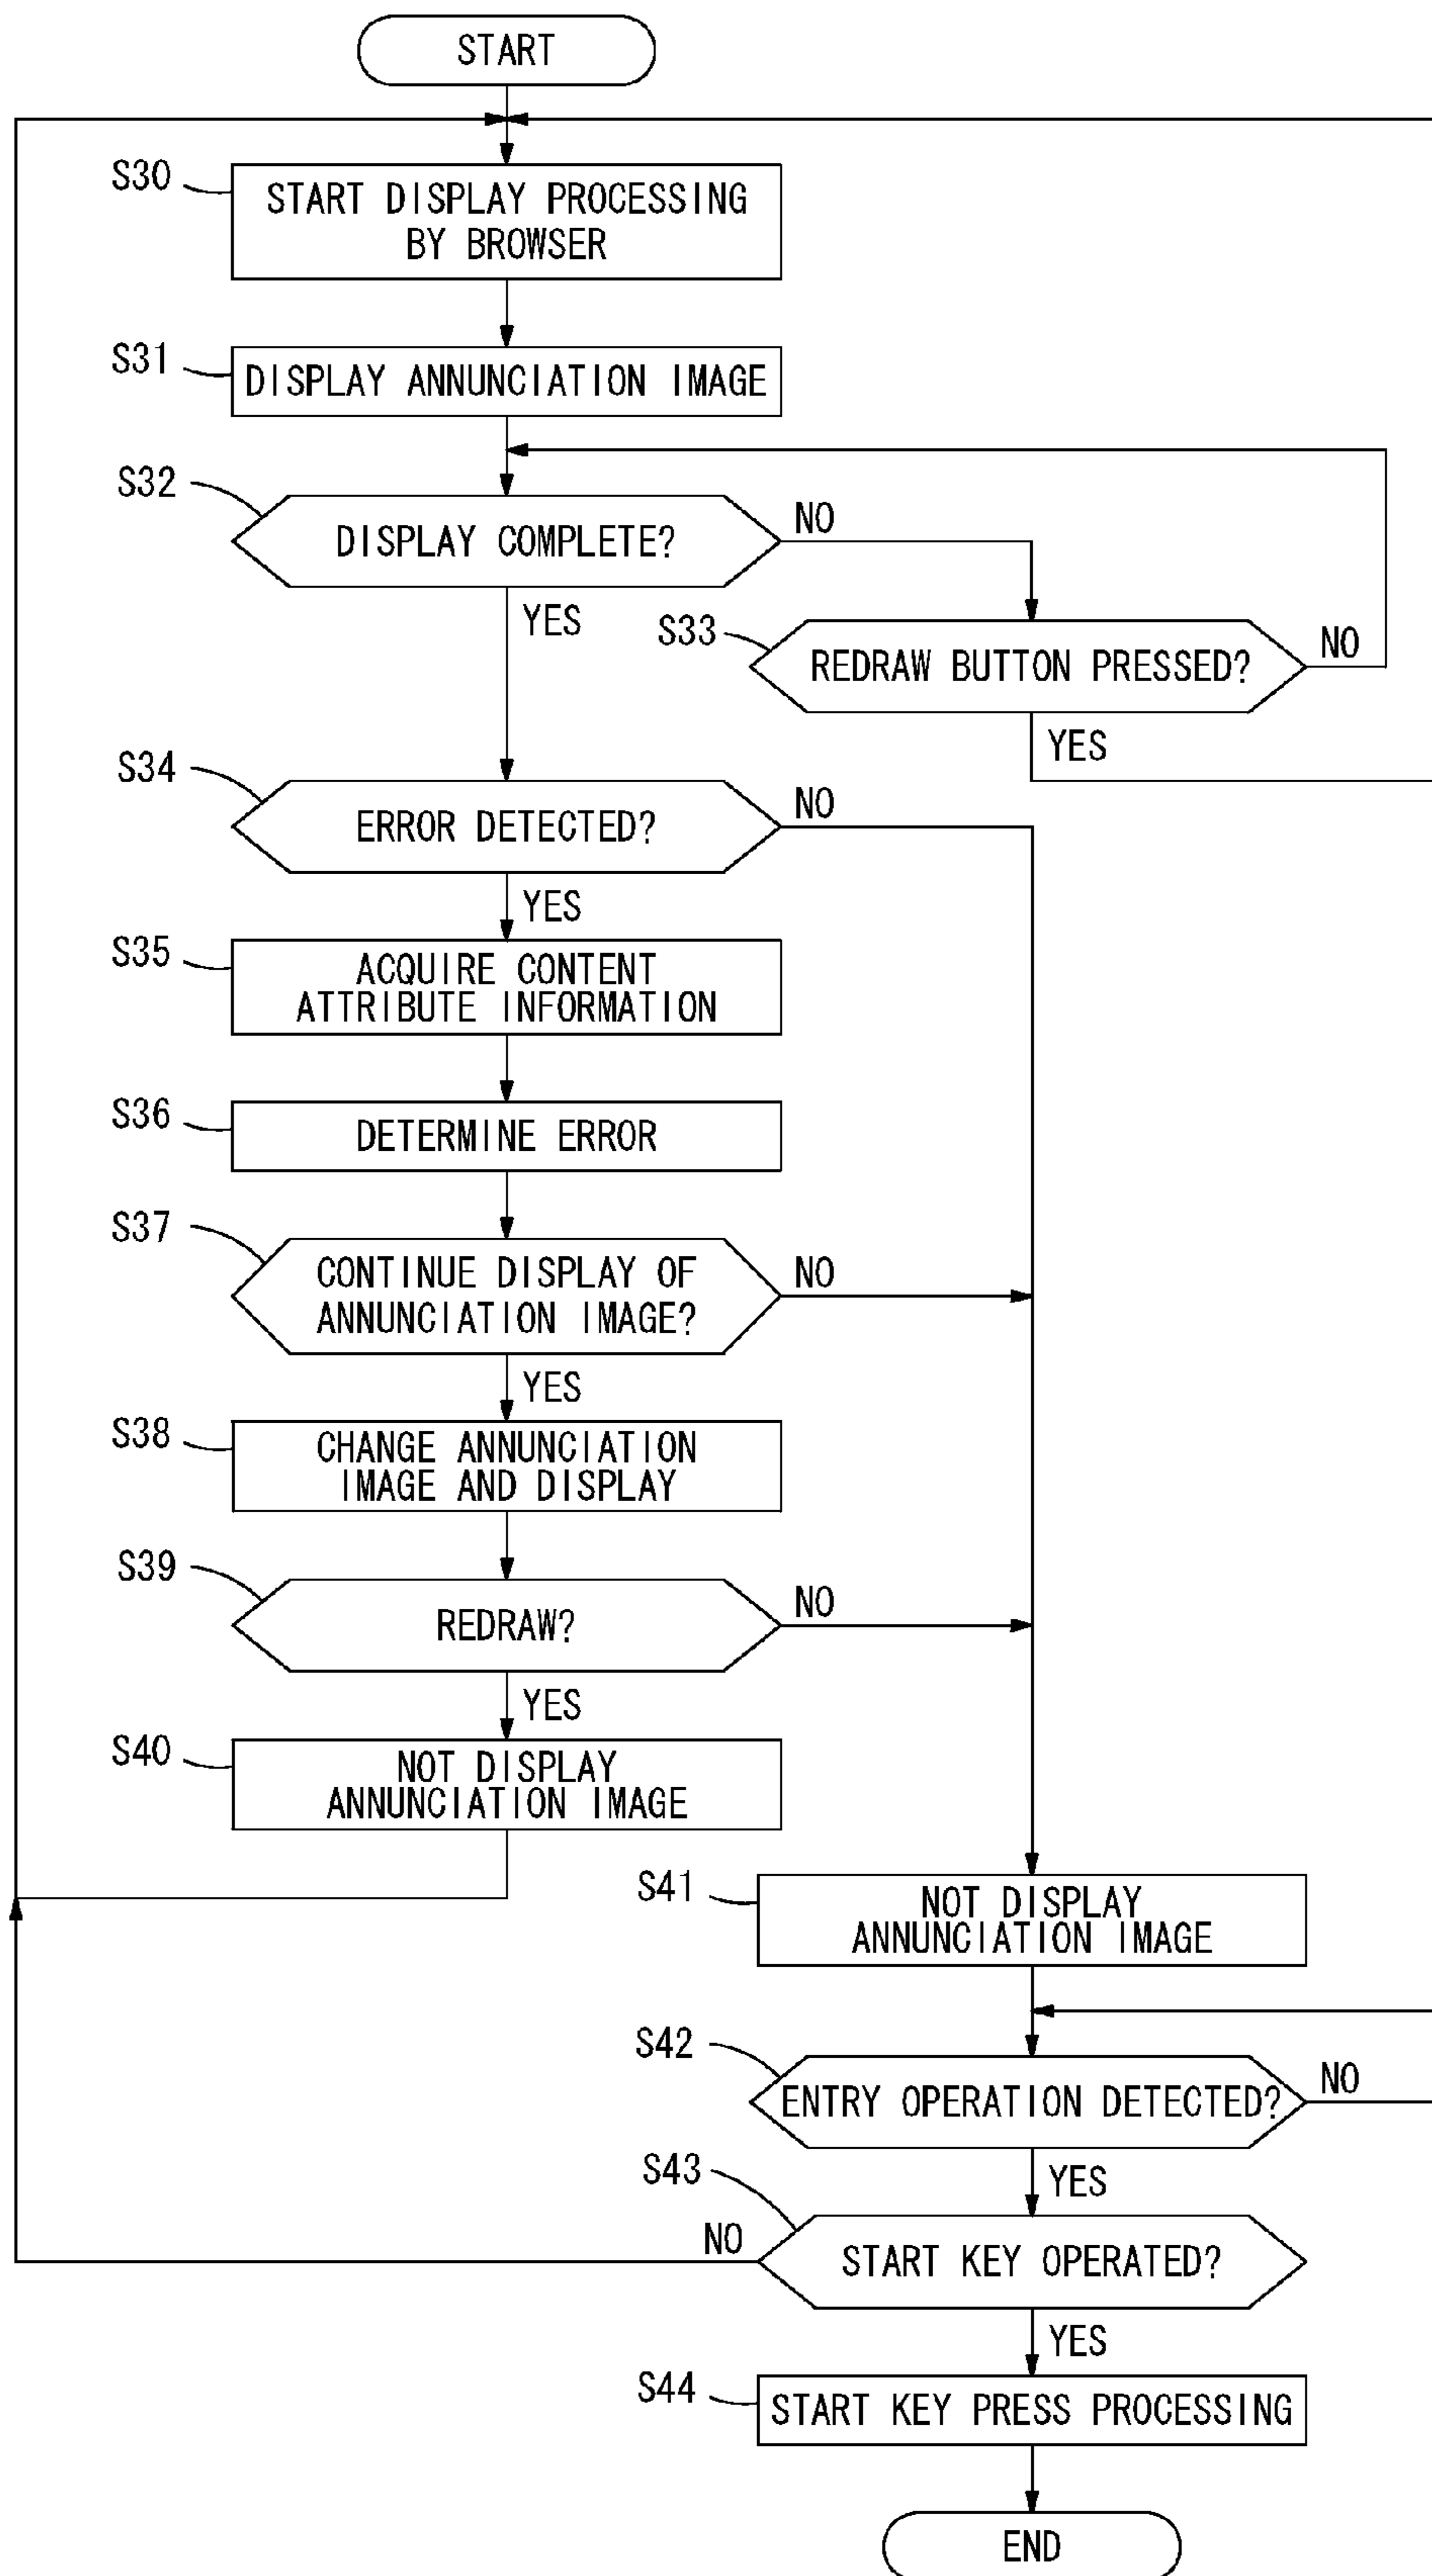 START
S30
START DISPLAY PROCESSING
BY BROWSER
S31
DISPLAY ANNUNCIATION IMAGE
S32
DISPLAY COMPLETE?
NO
YES
S33
REDRAW BUTTON PRESSED?
NO
YES
S34
ERROR DETECTED?
NO
YES
S35
ACQUIRE CONTENT
ATTRIBUTE INFORMATION
S36
DETERMINE ERROR
S37
CONTINUE DISPLAY OF
ANNUNCIATION IMAGE?
NO
YES
S38
CHANGE ANNUNCIATION
IMAGE AND DISPLAY
S39
REDRAW?
NO
YES
S40
NOT DISPLAY
ANNUNCIATION IMAGE
S41
NOT DISPLAY
ANNUNCIATION IMAGE
S42
ENTRY OPERATION DETECTED?
NO
YES
S43
NO
START KEY OPERATED?
YES
S44
START KEY PRESS PROCESSING
END